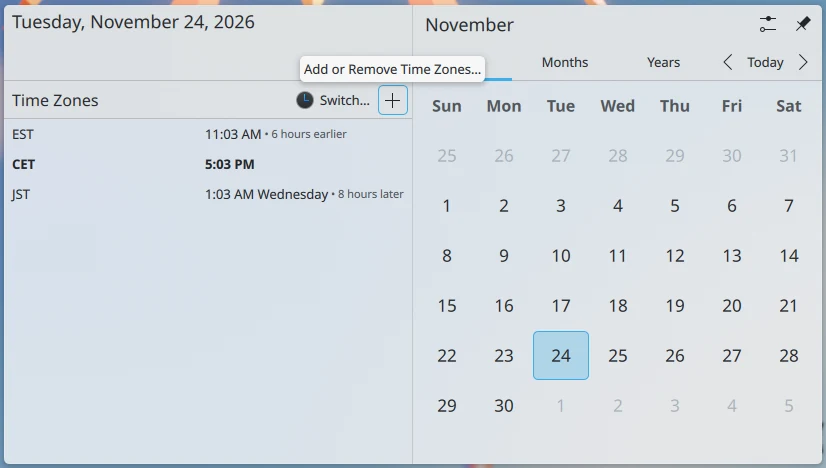 Tuesday, November 24, 2026
Add or Remove Time Zones...
Time Zones
Switch...
EST 11:03 AM • 6 hours earlier
CET 5:03 PM
JST 1:03 AM Wednesday • 8 hours later
November
Months Years Today
Sun Mon Tue Wed Thu Fri Sat
25 26 27 28 29 30 31
1 2 3 4 5 6 7
8 9 10 11 12 13 14
15 16 17 18 19 20 21
22 23 24 25 26 27 28
29 30 1 2 3 4 5